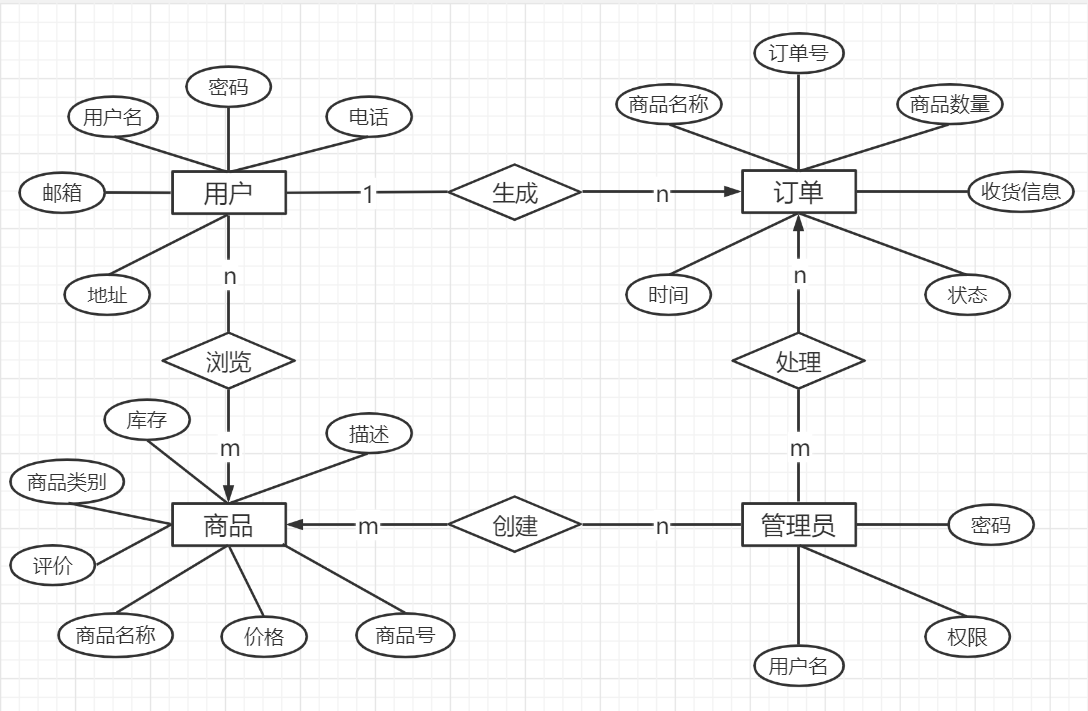 订单号
密码
商品名称
商品数量
用户名
电话
邮箱
用户
1
生成
n
订单
收货信息
地址
n
时间
n
状态
浏览
处理
库存
描述
m
m
商品类别
商品
m
创建
n
管理员
密码
评价
商品名称
价格
商品号
权限
用户名